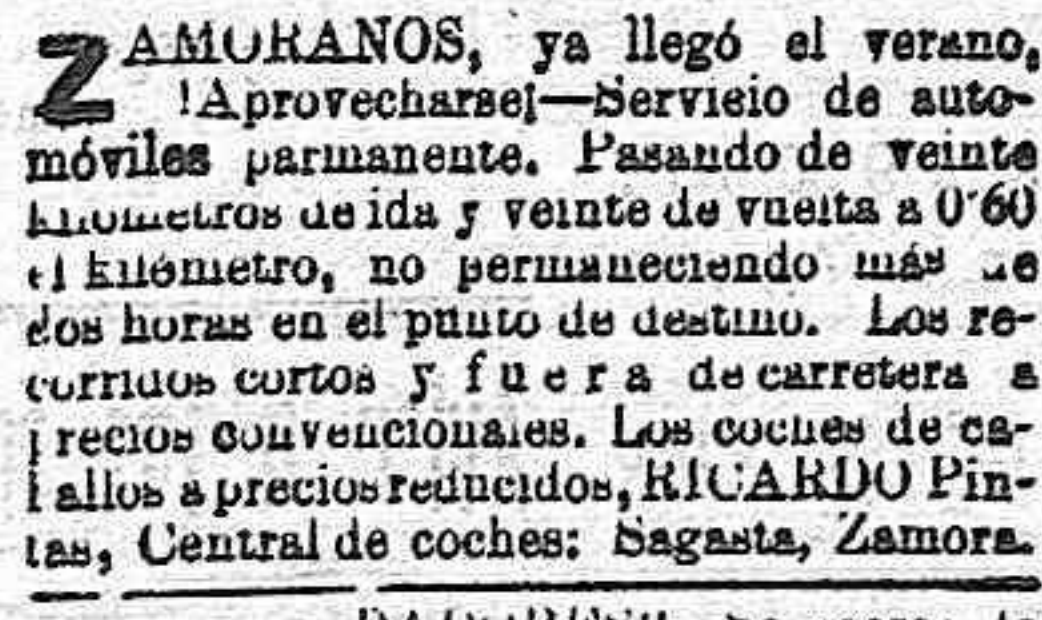 ZAMORANOS, ya llegó el verano,
!Aprovecharse¡—Servicio de auto-
móviles parmanente. Pasando de veinte
kilómetros de ida y veinte de vuelta a 0'60
el kilómetro, no permaneciendo más de
dos horas en el punto de destino. Los re-
corridos cortos y fuera de carretera a
precios convencionales. Los coches de ca-
ballos a precios reducidos, RICARDO Pin-
tas, Central de coches: Sagasta, Zamora.